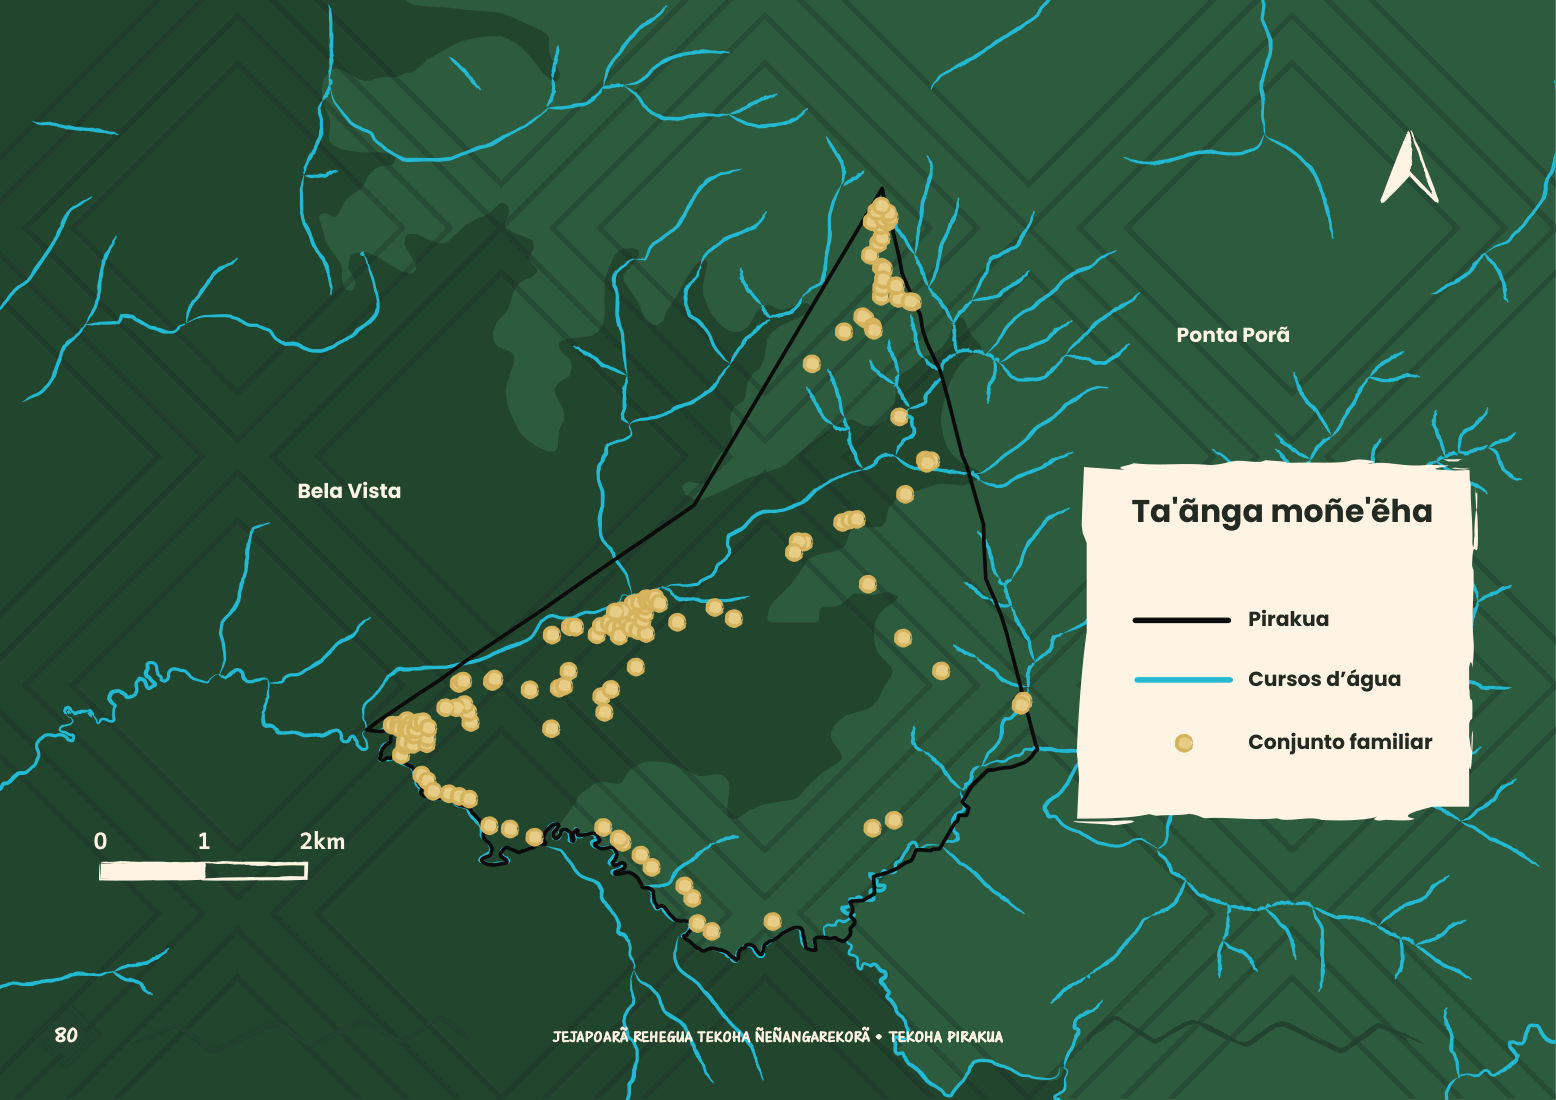 Ponta Porã
Bela Vista
Ta'ãnga moñe'ẽha
Pirakua
Cursos d’água
Conjunto familiar
0 1 2km
80
JEJAPOARÃ REHEGUA TEKOHA ÑEÑANGAREKORÃ • TEKOHA PIRAKUA